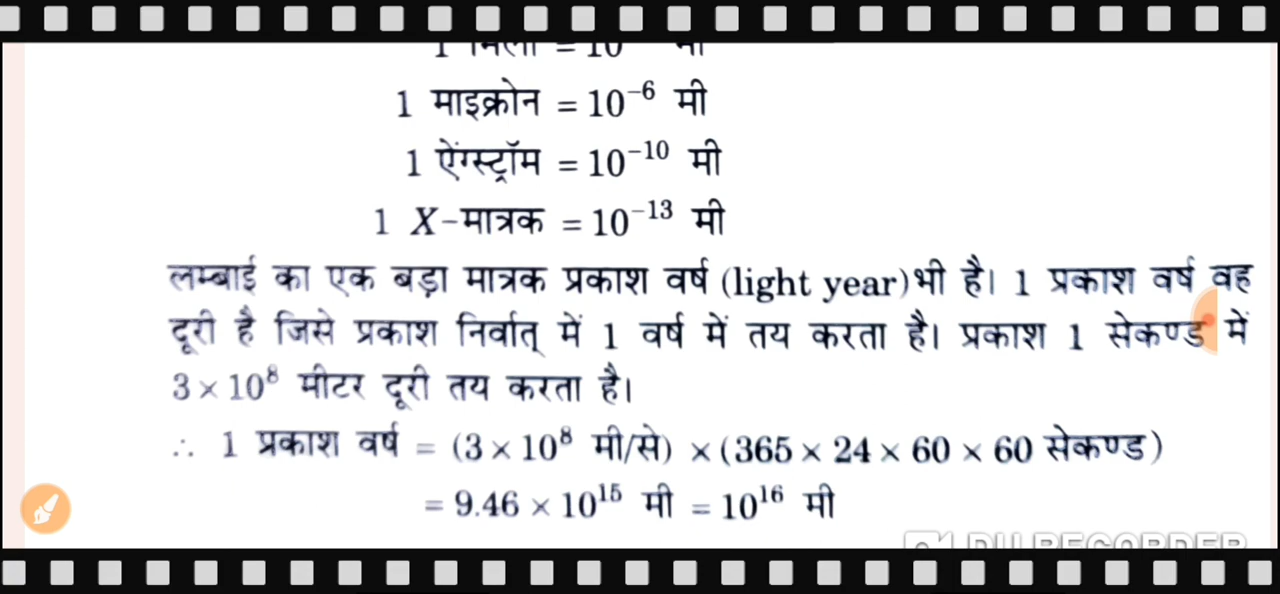 1 माइक्रोन = 10⁻⁶ मी
1 ऐंग्स्ट्रॉम = 10⁻¹⁰ मी
1 X-मात्रक = 10⁻¹³ मी
लम्बाई का एक बड़ा मात्रक प्रकाश वर्ष (light year) भी है। 1 प्रकाश वर्ष वह
दूरी है जिसे प्रकाश निर्वात् में 1 वर्ष में तय करता है। प्रकाश 1 सेकण्ड में
3 × 10⁸ मीटर दूरी तय करता है।
∴ 1 प्रकाश वर्ष = (3 × 10⁸ मी/से) × (365 × 24 × 60 × 60 सेकण्ड)
= 9.46 × 10¹⁵ मी = 10¹⁶ मी
RECORDER